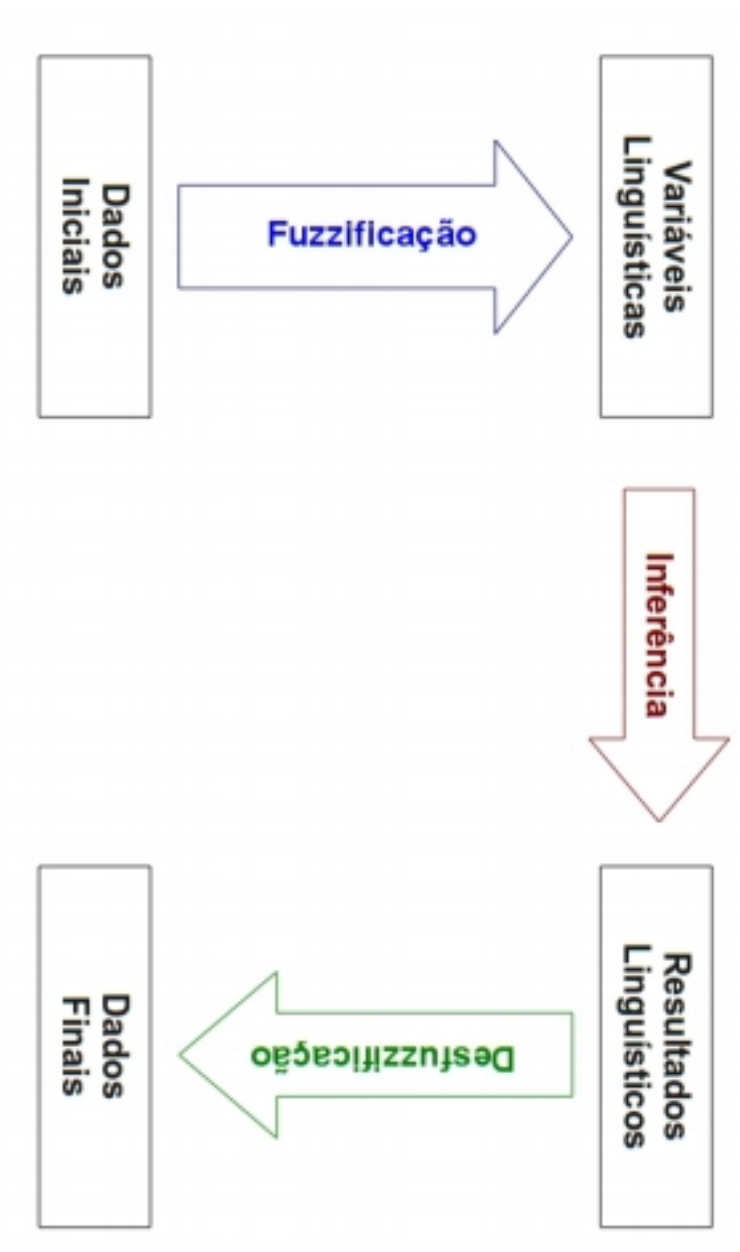 Dados
Iniciais
Fuzzificação
Variáveis
Linguísticas
Inferência
Resultados
Linguísticos
Desfuzzificação
Dados
Finais